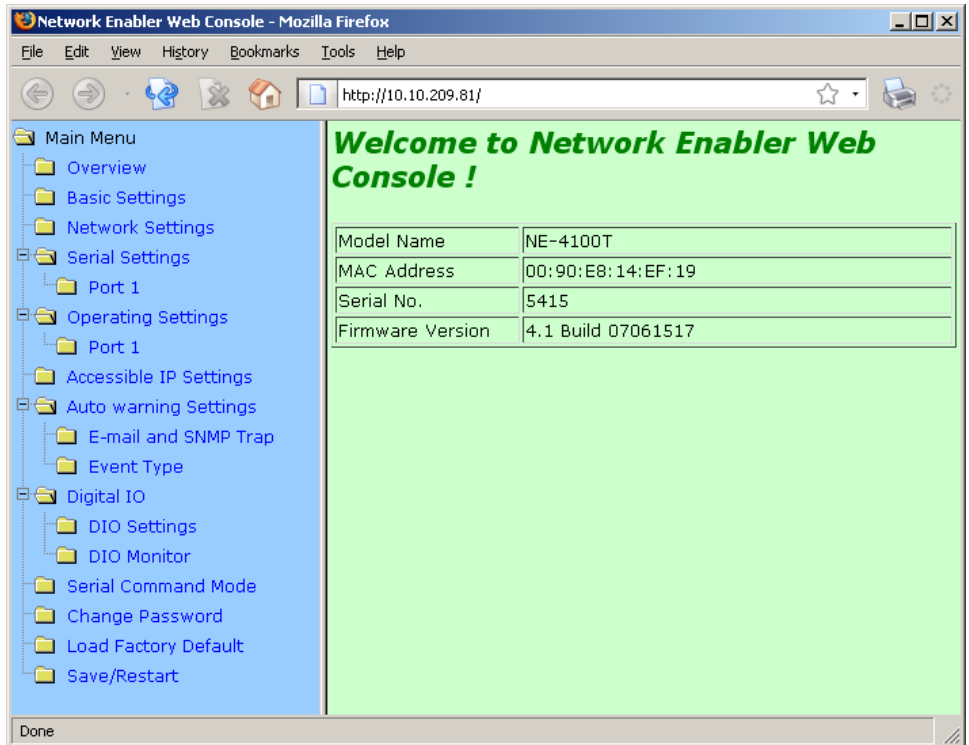 Network Enabler Web Console - Mozilla Firefox
File Edit View History Bookmarks Tools Help
http://10.10.209.81/
Main Menu
Overview
Basic Settings
Network Settings
Serial Settings
Port 1
Operating Settings
Port 1
Accessible IP Settings
Auto warning Settings
E-mail and SNMP Trap
Event Type
Digital IO
DIO Settings
DIO Monitor
Serial Command Mode
Change Password
Load Factory Default
Save/Restart
Welcome to Network Enabler Web
Console !
Model Name NE-4100T
MAC Address 00:90:E8:14:EF:19
Serial No. 5415
Firmware Version 4.1 Build 07061517
Done